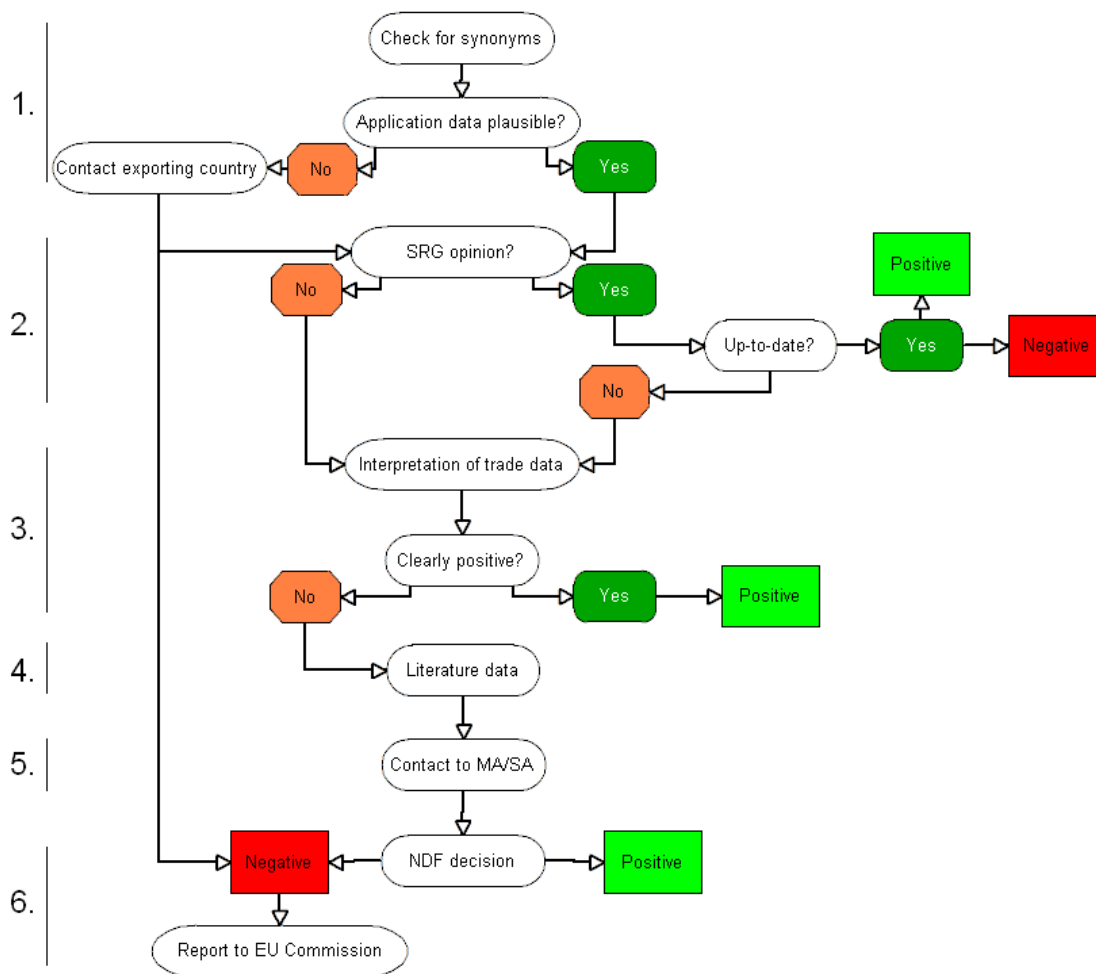 Check for synonyms
1.
Application data plausible?
Contact exporting country
No
Yes
SRG opinion?
Positive
No
Yes
2.
Up-to-date?
Yes
Negative
No
Interpretation of trade data
3.
Clearly positive?
No
Yes
Positive
4.
Literature data
5.
Contact to MA/SA
Negative
NDF decision
Positive
6.
Report to EU Commission